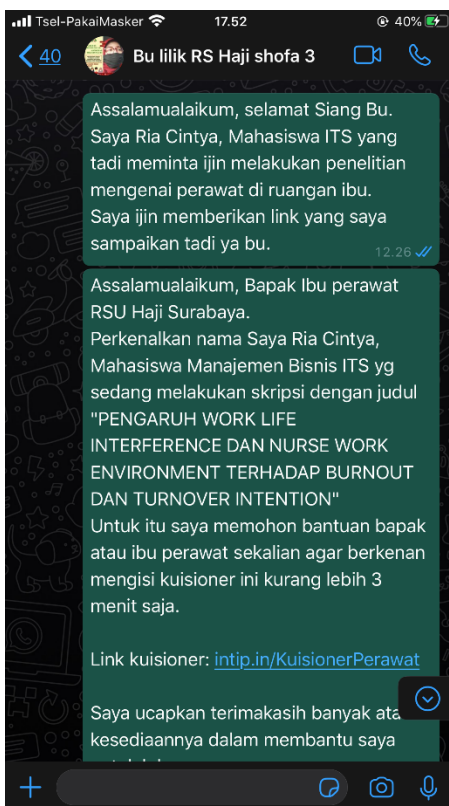 Tsel-PakaiMasker 17.52 40%
40 Bu lilik RS Haji shofa 3
Assalamualaikum, selamat Siang Bu.
Saya Ria Cintya, Mahasiswa ITS yang
tadi meminta ijin melakukan penelitian
mengenai perawat di ruangan ibu.
Saya ijin memberikan link yang saya
sampaikan tadi ya bu.
12.26
Assalamualaikum, Bapak Ibu perawat
RSU Haji Surabaya.
Perkenalkan nama Saya Ria Cintya,
Mahasiswa Manajemen Bisnis ITS yg
sedang melakukan skripsi dengan judul
"PENGARUH WORK LIFE
INTERFERENCE DAN NURSE WORK
ENVIRONMENT TERHADAP BURNOUT
DAN TURNOVER INTENTION"
Untuk itu saya memohon bantuan bapak
atau ibu perawat sekalian agar berkenan
mengisi kuisioner ini kurang lebih 3
menit saja.
Link kuisioner: intip.in/KuisionerPerawat
Saya ucapkan terimakasih banyak ata
kesediaannya dalam membantu saya